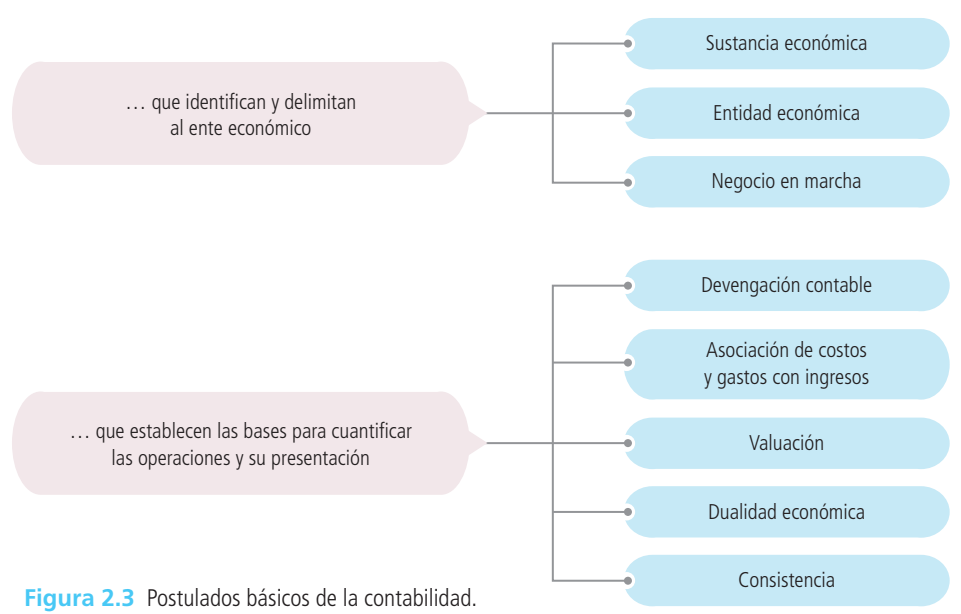 … que identifican y delimitan
al ente económico
Sustancia económica
Entidad económica
Negocio en marcha
… que establecen las bases para cuantificar
las operaciones y su presentación
Devengación contable
Asociación de costos
y gastos con ingresos
Valuación
Dualidad económica
Consistencia
Figura 2.3 Postulados básicos de la contabilidad.